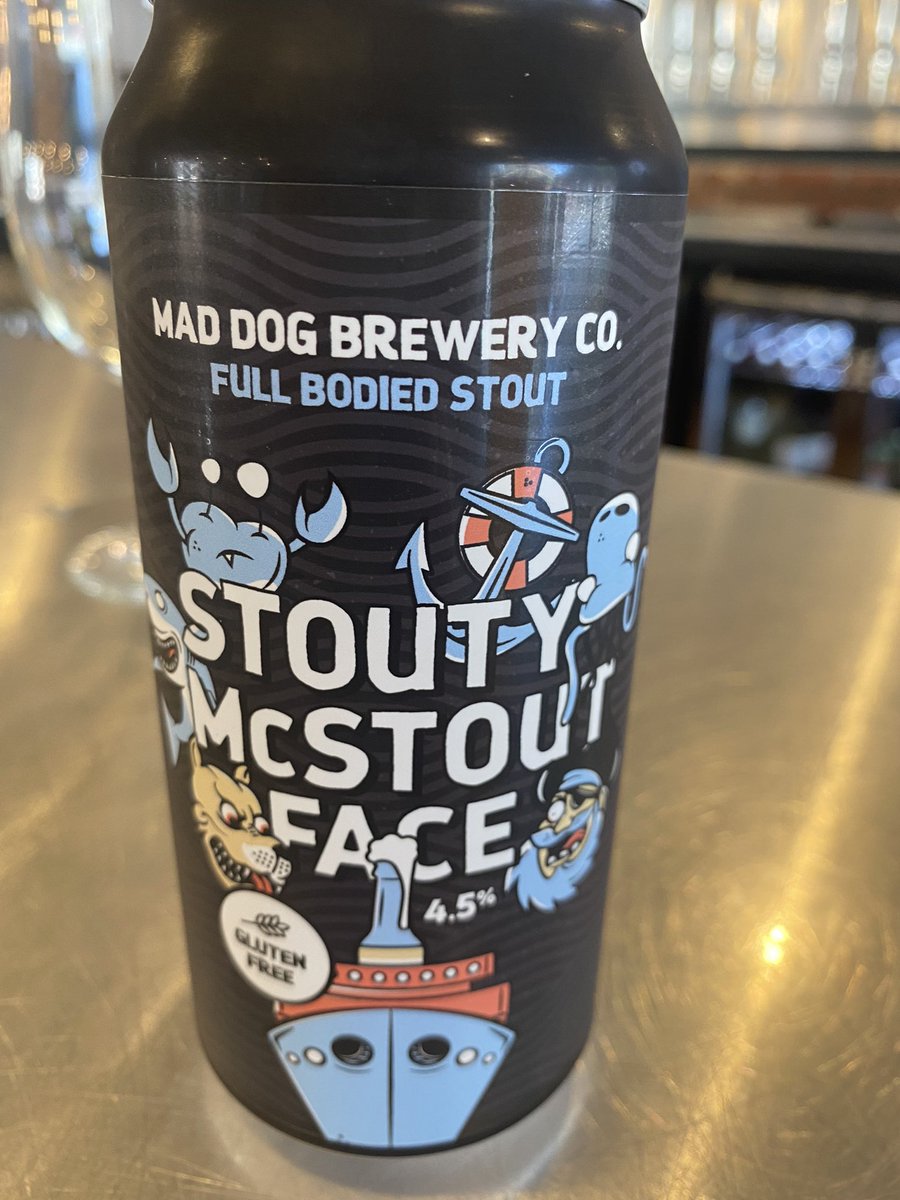 MAD DOG BREWERY CO.
FULL BODIED STOUT
STOUTY
MCSTOUT
FACE
4.5%
GLUTEN
FREE